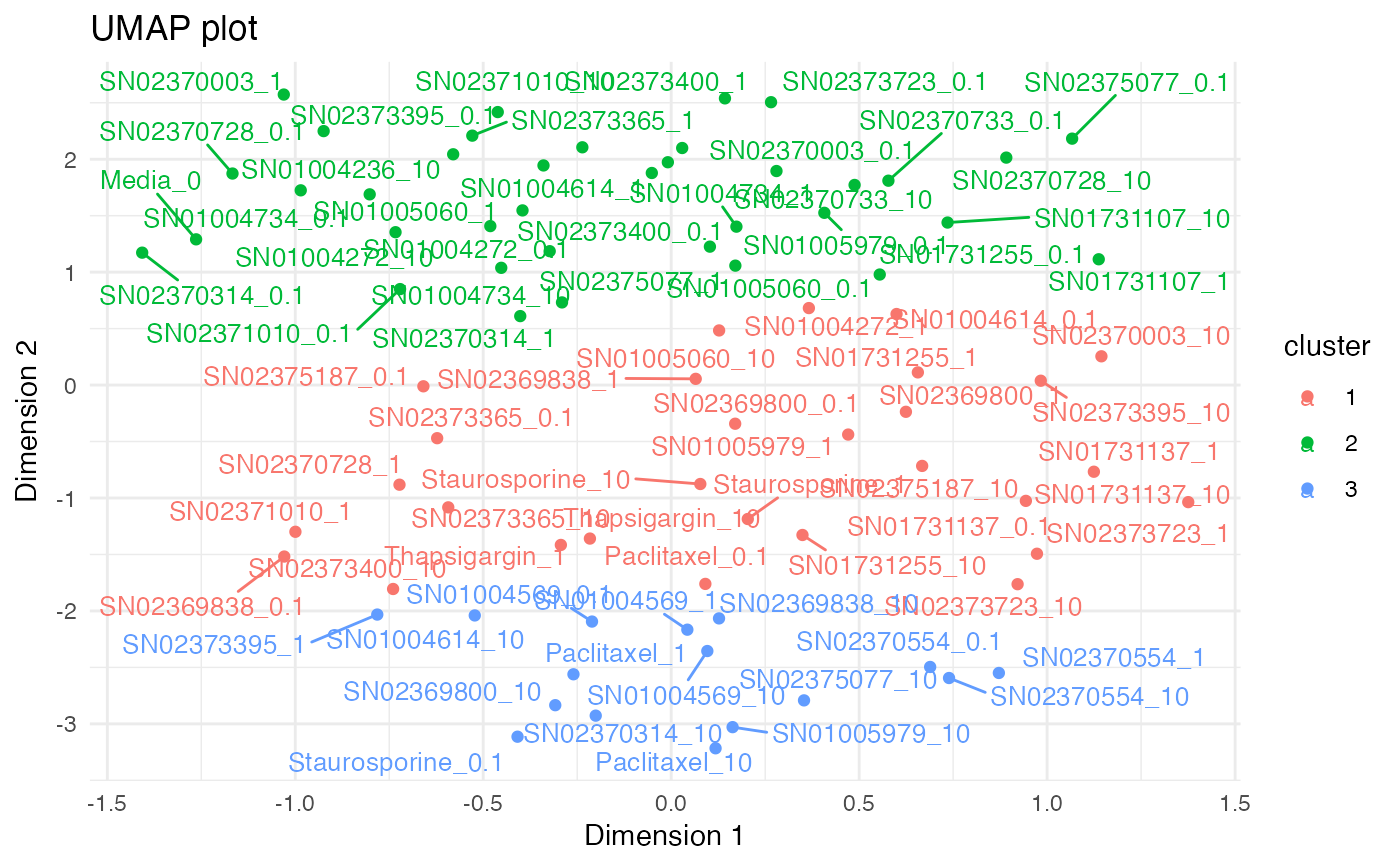 UMAP plot
SN02370003_1
SN02371010_10
SN02373400_1
SN02373723_0.1
SN02375077_0.1
SN02373395_0.1
SN02373365_1
SN02370733_0.1
SN02370728_0.1
SN02370003_0.1
SN01004236_10
Media_0
SN01004614_1
SN01004734_1
SN02370733_10
SN02370728_10
SN01004734_0.1
SN01005060_1
SN01731107_10
SN02373400_0.1
SN01005979_0.1
SN01004272_10
SN01004272_0.1
SN01731255_0.1
SN02375077_1
SN01005060_0.1
SN01731107_1
SN02370314_0.1
SN01004734_10
SN02371010_0.1
SN02370314_1
SN01004272_1
SN01004614_0.1
SN02370003_10
SN01005060_10
SN01731255_1
SN02375187_0.1
SN02369838_1
SN02369800_0.1
SN02369800_1
SN02373395_10
SN02373365_0.1
SN01005979_1
SN01731137_1
SN02370728_1
Staurosporine_10
Staurosporine_1
SN02375187_10
SN01731137_10
SN02371010_1
SN02373365_10
Thapsigargin_10
SN01731137_0.1
SN02373723_1
Thapsigargin_1
Paclitaxel_0.1
SN01731255_10
SN02373400_10
SN02369838_0.1
SN01004569_0.1
SN01004569_1
SN02369838_10
SN02373723_10
SN02373395_1
SN01004614_10
SN02370554_0.1
Paclitaxel_1
SN02370554_1
SN02369800_10
SN01004569_10
SN02375077_10
SN02370554_10
SN02370314_10
SN01005979_10
Staurosporine_0.1
Paclitaxel_10
2
1
0
-1
-2
-3
Dimension 2
-1.5 -1.0 -0.5 0.0 0.5 1.0 1.5
Dimension 1
cluster
a 1
a 2
a 3